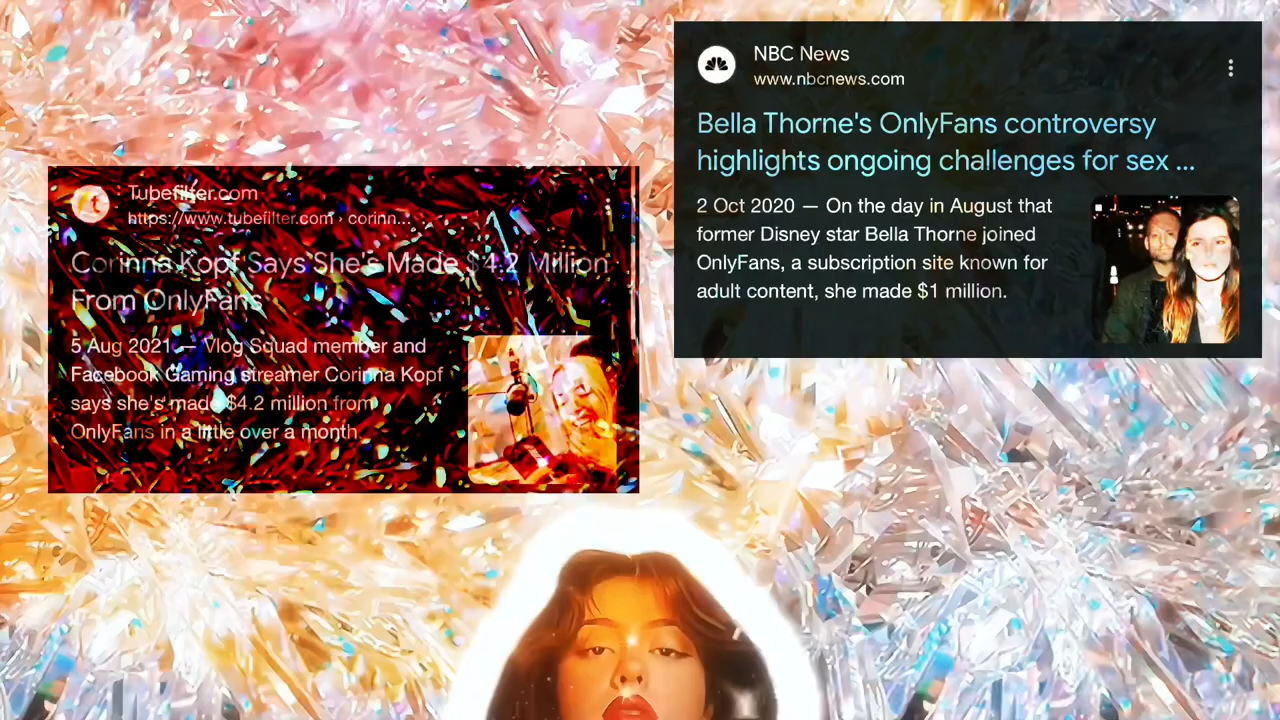 NBC News
www.nbcnews.com
Bella Thorne's OnlyFans controversy
highlights ongoing challenges for sex ...
2 Oct 2020 — On the day in August that
former Disney star Bella Thorne joined
OnlyFans, a subscription site known for
adult content, she made $1 million.
Tubefilter.com
https://www.tubefilter.com › corinn...
Corinna Kopf Says She's Made $4.2 Million
From OnlyFans
5 Aug 2021 — Vlog Squad member and
Facebook Gaming streamer Corinna Kopf
says she's made $4.2 million from
OnlyFans in a little over a month.